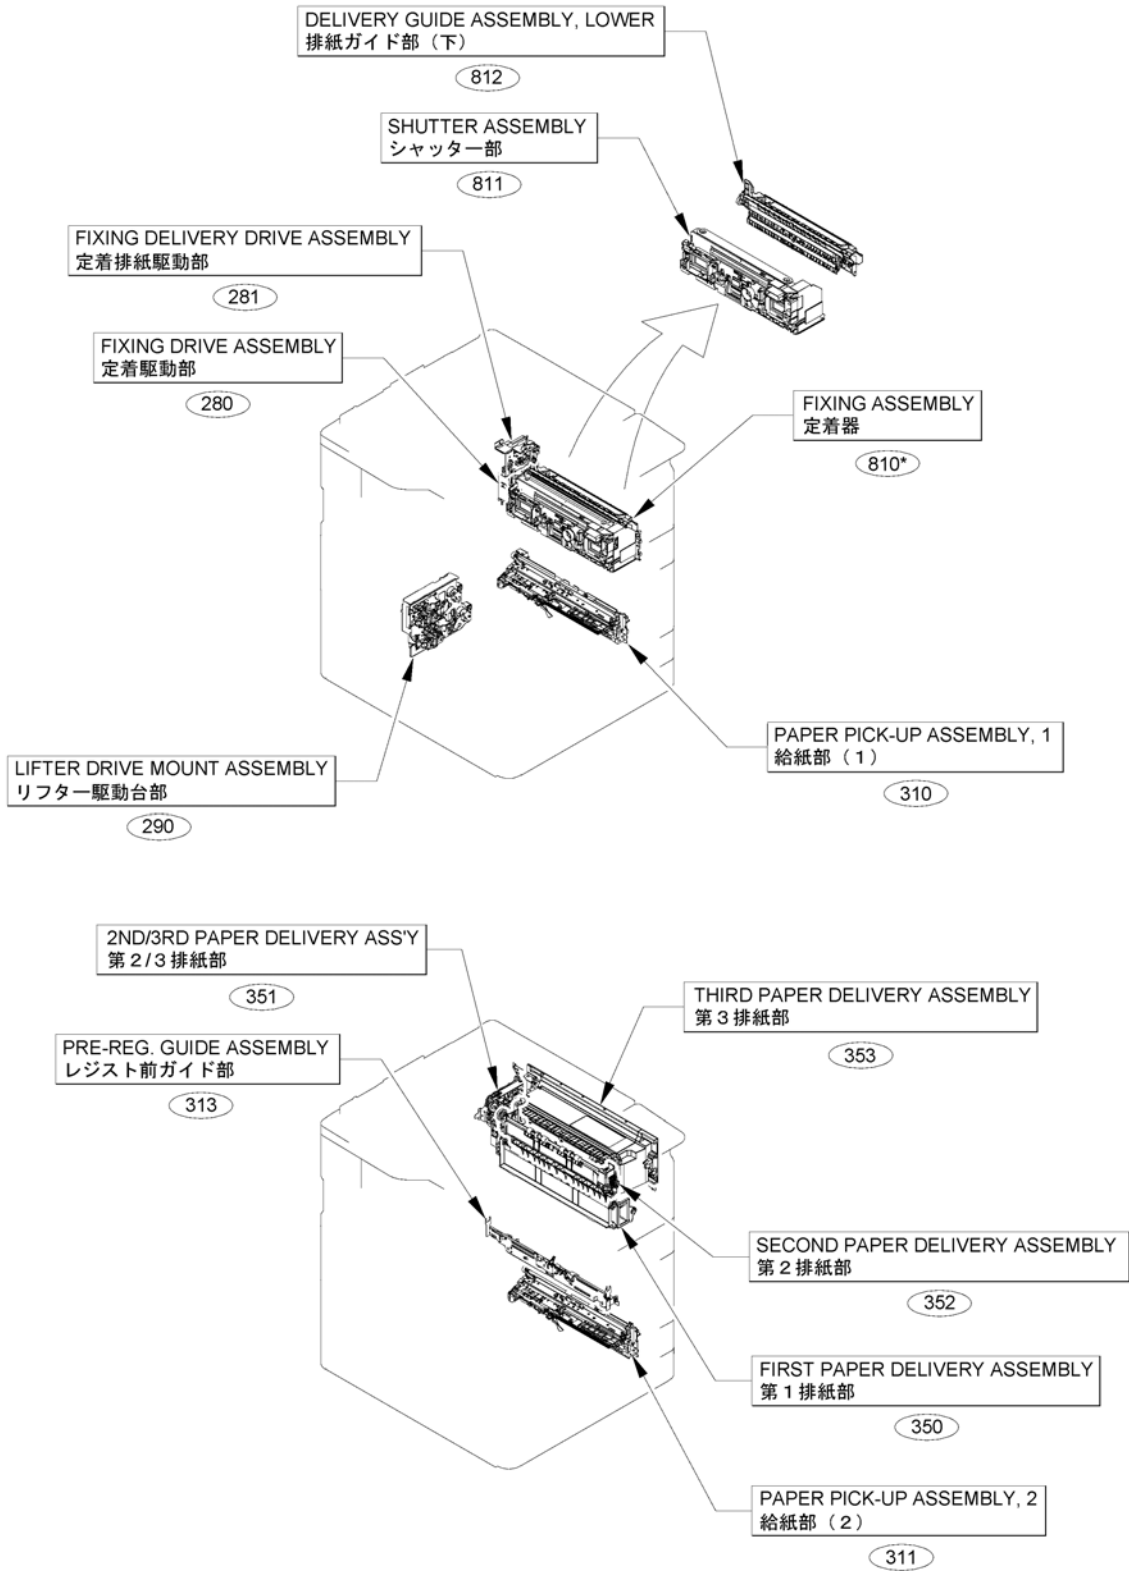 DELIVERY GUIDE ASSEMBLY, LOWER
排紙ガイド部（下）
812
SHUTTER ASSEMBLY
シャッター部
811
FIXING DELIVERY DRIVE ASSEMBLY
定着排紙駆動部
281
FIXING DRIVE ASSEMBLY
定着駆動部
280
FIXING ASSEMBLY
定着器
810*
PAPER PICK-UP ASSEMBLY, 1
給紙部（1）
310
LIFTER DRIVE MOUNT ASSEMBLY
リフター駆動台部
290
2ND/3RD PAPER DELIVERY ASS'Y
第2/3排紙部
351
THIRD PAPER DELIVERY ASSEMBLY
第3排紙部
353
PRE-REG. GUIDE ASSEMBLY
レジスト前ガイド部
313
SECOND PAPER DELIVERY ASSEMBLY
第2排紙部
352
FIRST PAPER DELIVERY ASSEMBLY
第1排紙部
350
PAPER PICK-UP ASSEMBLY, 2
給紙部（2）
311